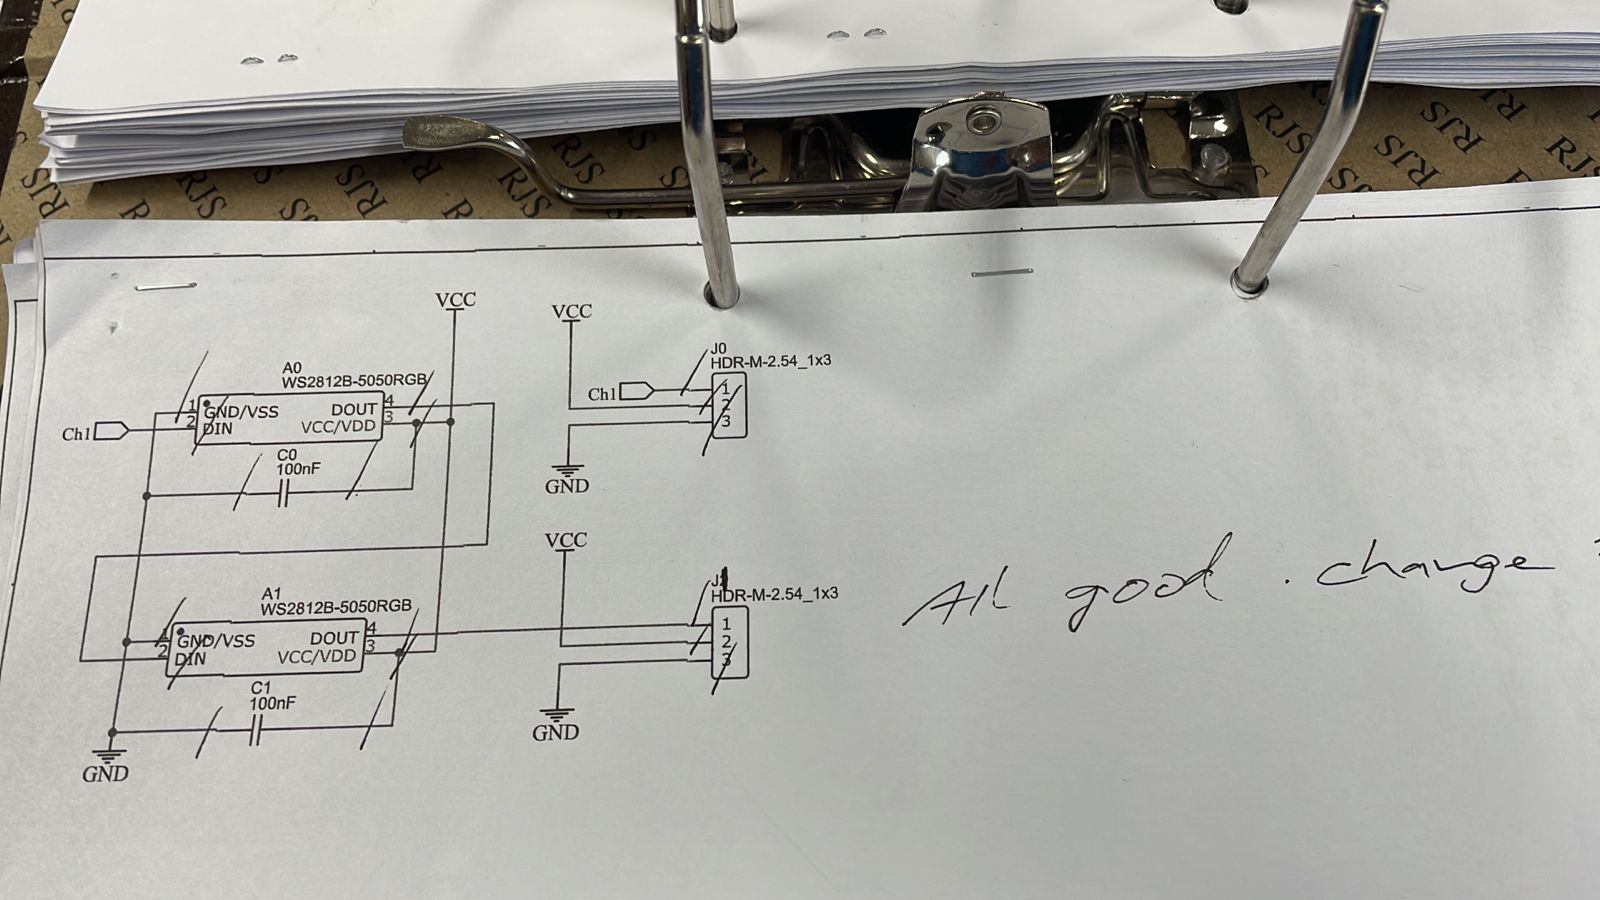 RJS RJS RJS RJS RJS RJS
RJS RJS RJS RJS
VCC
VCC
J0
HDR-M-2.54_1x3
A0
WS2812B-5050RGB
Ch1
1
2
3
1
2
GND/VSS
DIN
DOUT
VCC/VDD
4
3
Ch1
C0
100nF
GND
VCC
HDR-M-2.54_1x3
A1
WS2812B-5050RGB
1
2
3
1
2
GND/VSS
DIN
DOUT
VCC/VDD
4
3
All good . change
C1
100nF
GND
GND